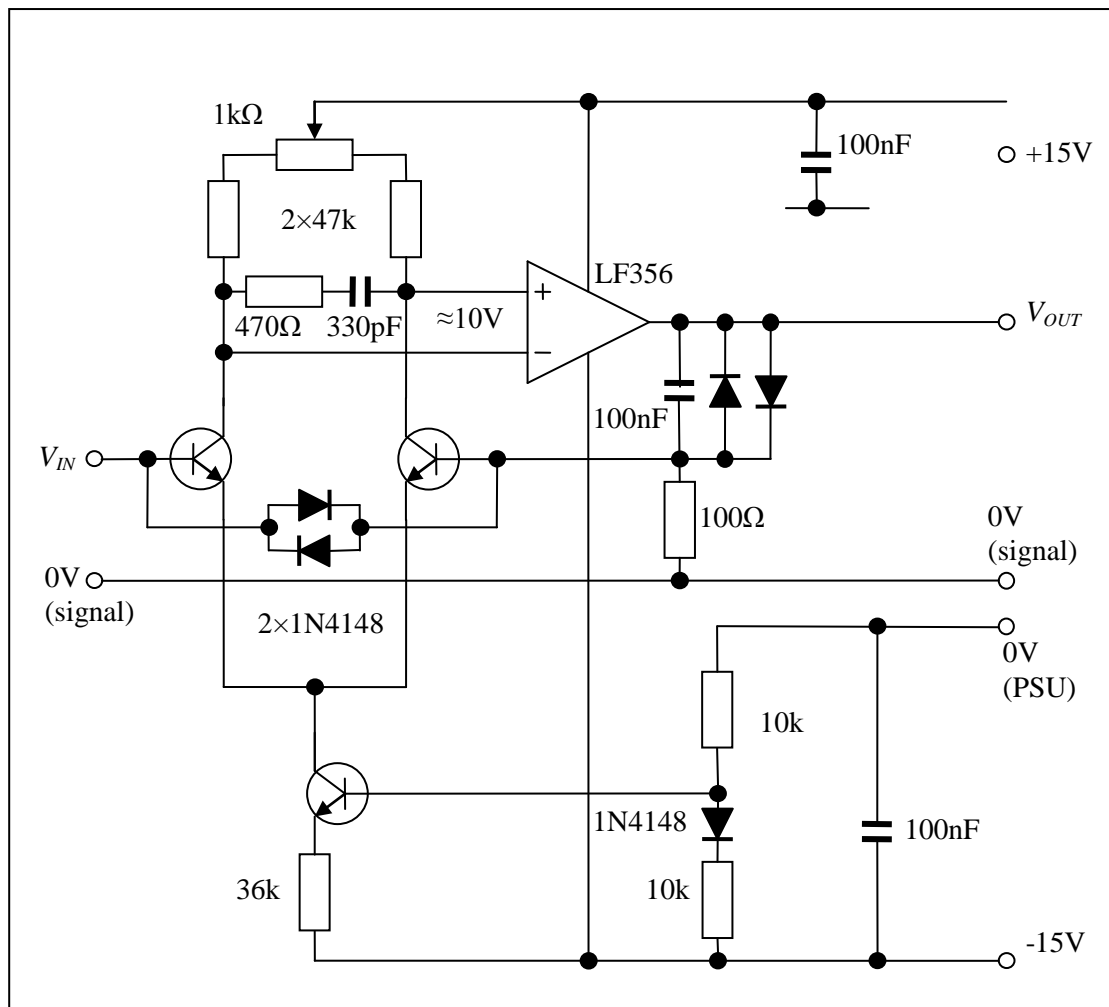 1kΩ
100nF
+15V
2×47k
LF356
+
≈10V
470Ω
330pF
−
V_OUT
100nF
V_IN
100Ω
0V
(signal)
0V
(signal)
2×1N4148
0V
(PSU)
10k
1N4148
100nF
36k
10k
-15V